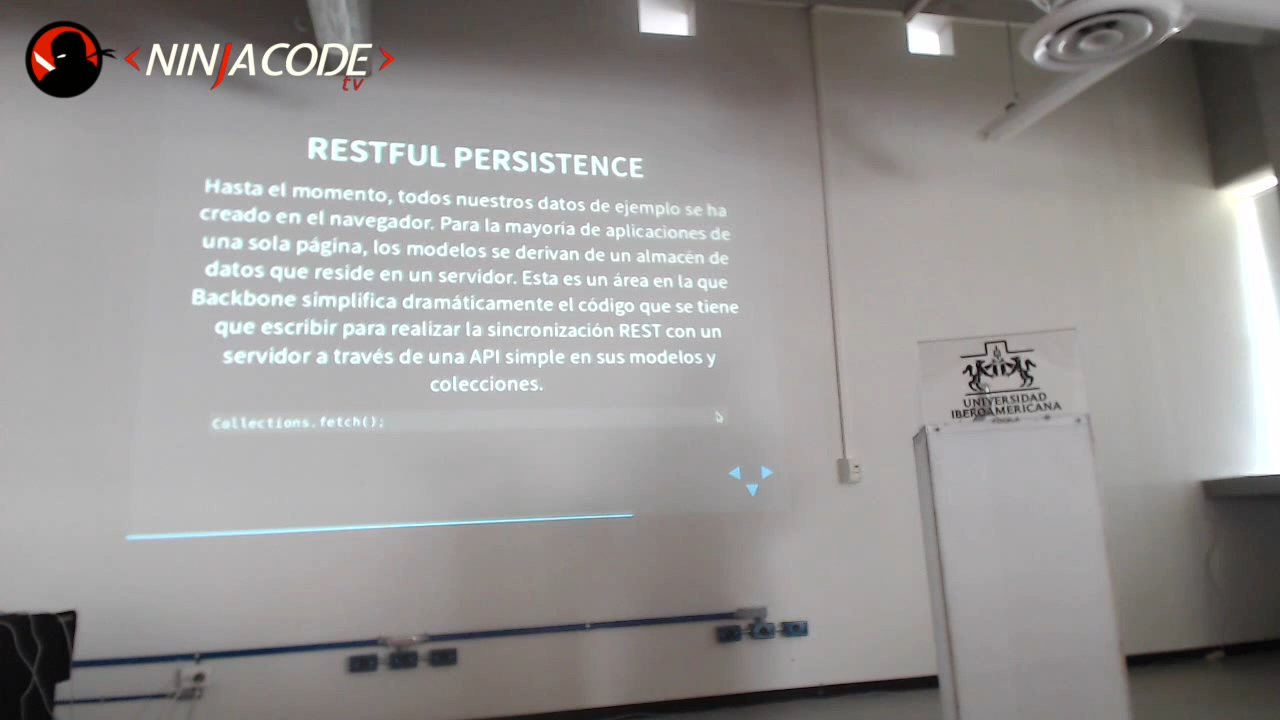 <NINJACODE>
tv
RESTFUL PERSISTENCE
Hasta el momento, todos nuestros datos de ejemplo se ha
creado en el navegador. Para la mayoría de aplicaciones de
una sola página, los modelos se derivan de un almacén de
datos que reside en un servidor. Esta es un área en la que
Backbone simplifica dramáticamente el código que se tiene
que escribir para realizar la sincronización REST con un
servidor a través de una API simple en sus modelos y
colecciones.
Collections.fetch();
UNIVERSIDAD
IBEROAMERICANA